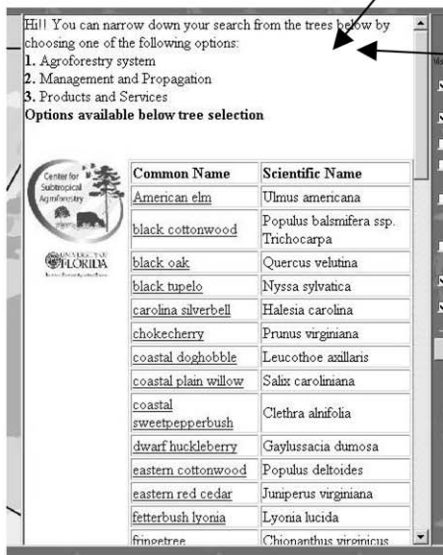 Hi!! You can narrow down your search from the trees below by
choosing one of the following options:
1. Agroforestry system
2. Management and Propagation
3. Products and Services
Options available below tree selection
Center for
Subtropical
Agroforestry
UNIVERSITY OF
FLORIDA
Common Name Scientific Name
American elm Ulmus americana
black cottonwood Populus balsmifera ssp.
Trichocarpa
black oak Quercus velutina
black tupelo Nyssa sylvatica
carolina silverbell Halesia carolina
chokecherry Prunus virginiana
coastal doghobble Leucothoe axillaris
coastal plain willow Salix caroliniana
coastal
sweetpepperbush Clethra alnifolia
dwarf huckleberry Gaylussacia dumosa
eastern cottonwood Populus deltoides
eastern red cedar Juniperus virginiana
fetterbush lyonia Lyonia lucida
fringetree Chionanthus virginicus